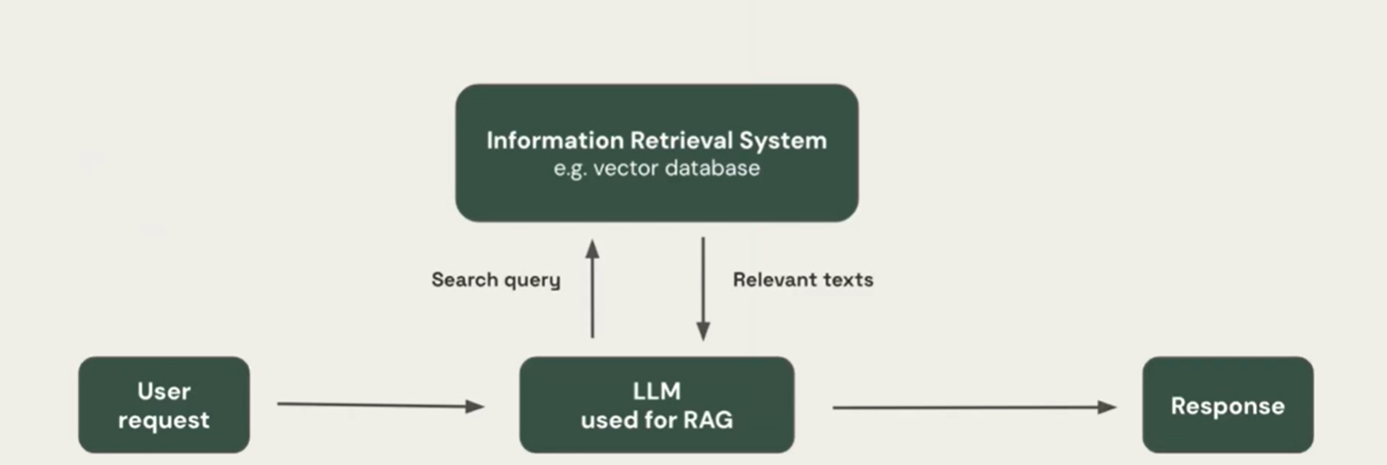 Information Retrieval System
e.g. vector database
Search query
Relevant texts
User
request
LLM
used for RAG
Response